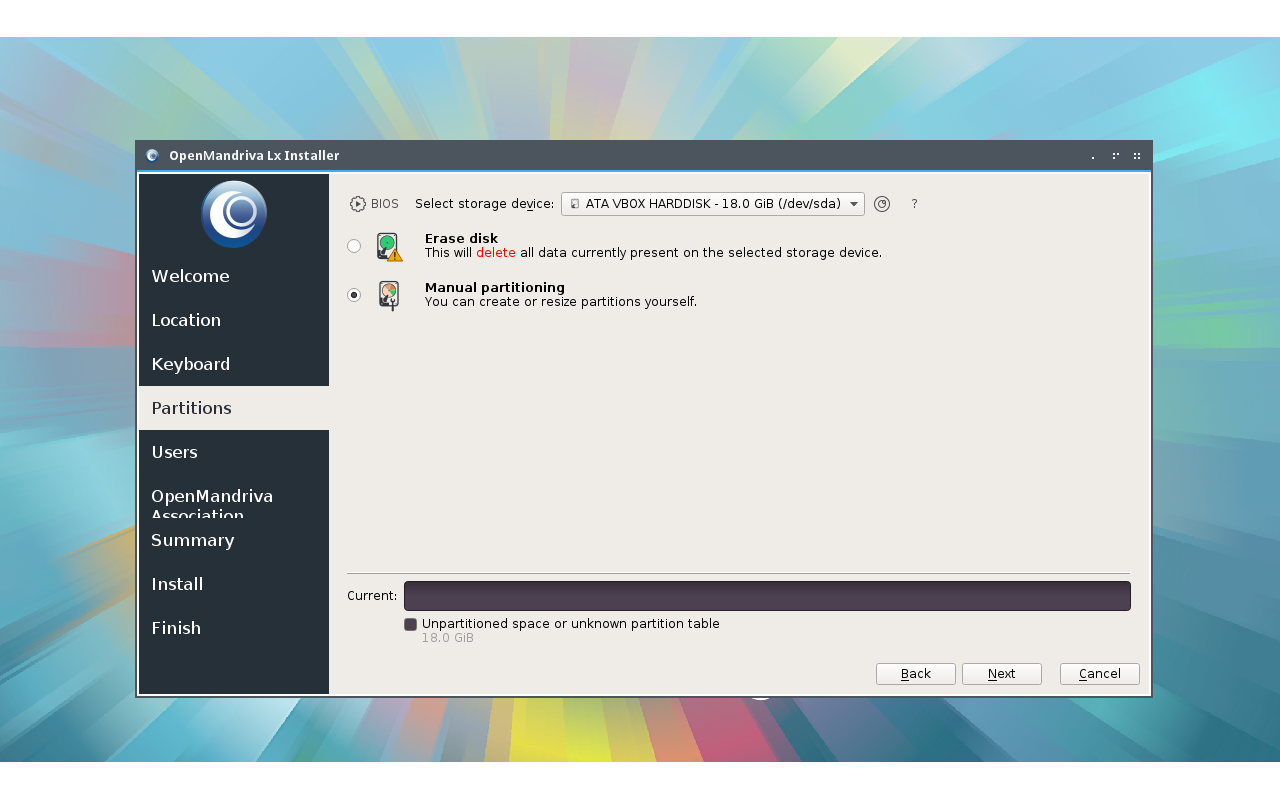 OpenMandriva Lx Installer
BIOS Select storage device: ATA VBOX HARDDISK - 18.0 GiB (/dev/sda) ?
Erase disk
This will delete all data currently present on the selected storage device.
Manual partitioning
You can create or resize partitions yourself.
Welcome
Location
Keyboard
Partitions
Users
OpenMandriva
Association
Summary
Install
Finish
Current:
Unpartitioned space or unknown partition table
18.0 GiB
Back Next Cancel